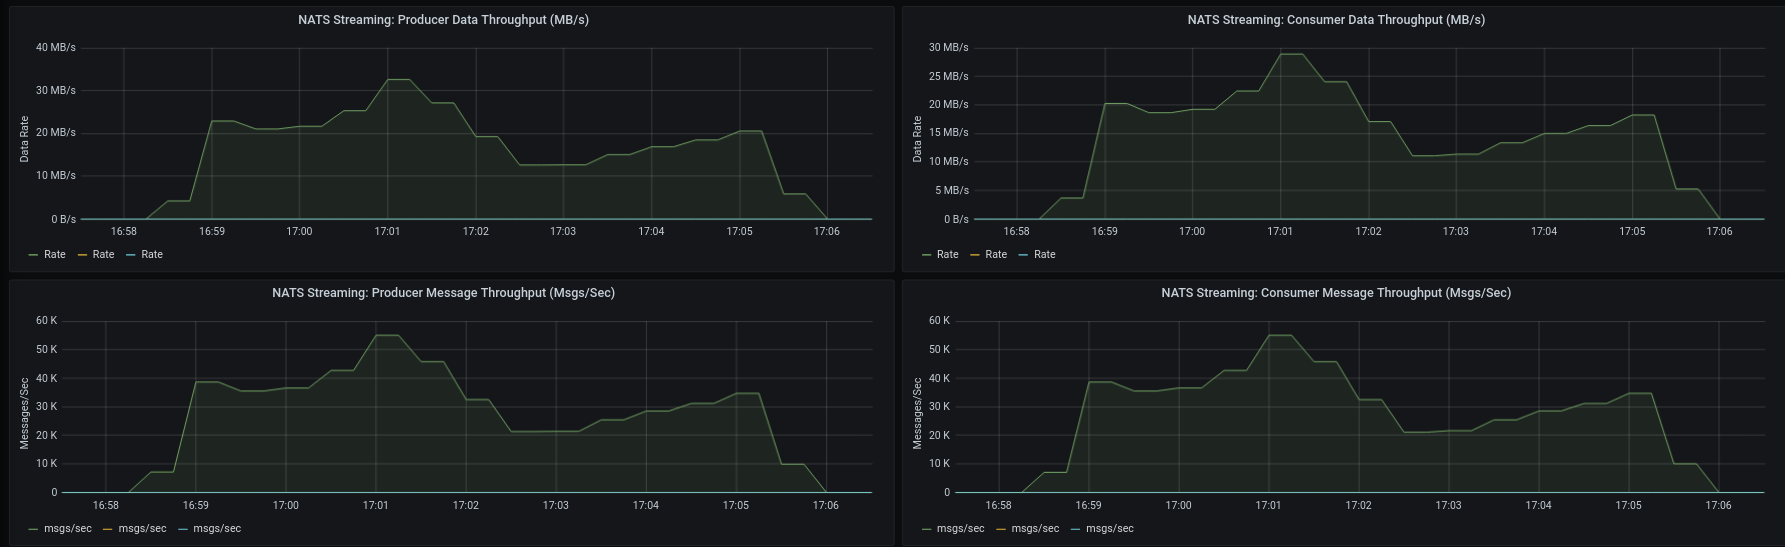 NATS Streaming: Producer Data Throughput (MB/s)
40 MB/s
30 MB/s
20 MB/s
10 MB/s
0 B/s
Data Rate
16:58 16:59 17:00 17:01 17:02 17:03 17:04 17:05 17:06
Rate Rate Rate
NATS Streaming: Consumer Data Throughput (MB/s)
30 MB/s
25 MB/s
20 MB/s
15 MB/s
10 MB/s
5 MB/s
0 B/s
Data Rate
16:58 16:59 17:00 17:01 17:02 17:03 17:04 17:05 17:06
Rate Rate Rate
NATS Streaming: Producer Message Throughput (Msgs/Sec)
60 K
50 K
40 K
30 K
20 K
10 K
0
Messages/Sec
16:58 16:59 17:00 17:01 17:02 17:03 17:04 17:05 17:06
msgs/sec msgs/sec msgs/sec
NATS Streaming: Consumer Message Throughput (Msgs/Sec)
60 K
50 K
40 K
30 K
20 K
10 K
0
Messages/Sec
16:58 16:59 17:00 17:01 17:02 17:03 17:04 17:05 17:06
msgs/sec msgs/sec msgs/sec